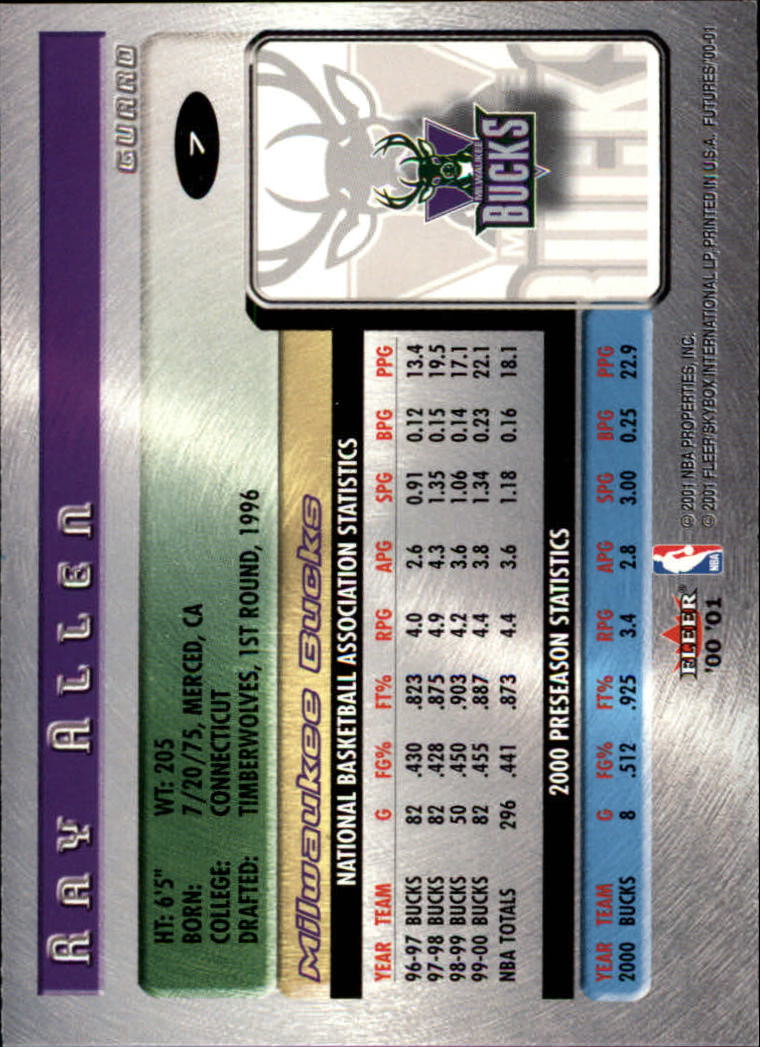 RAY ALLEN
GUARD
7
HT: 6'5" WT: 205
BORN: 7/20/75, MERCED, CA
COLLEGE: CONNECTICUT
DRAFTED: TIMBERWOLVES, 1ST ROUND, 1996
MILWAUKEE
BUCKS
Milwaukee Bucks
NATIONAL BASKETBALL ASSOCIATION STATISTICS
YEAR TEAM G FG% FT% RPG APG SPG BPG PPG
96-97 BUCKS 82 .430 .823 4.0 2.6 0.91 0.12 13.4
97-98 BUCKS 82 .428 .875 4.9 4.3 1.35 0.15 19.5
98-99 BUCKS 50 .450 .903 4.2 3.6 1.06 0.14 17.1
99-00 BUCKS 82 .455 .887 4.4 3.8 1.34 0.23 22.1
NBA TOTALS 296 .441 .873 4.4 3.6 1.18 0.16 18.1
2000 PRESEASON STATISTICS
YEAR TEAM G FG% FT% RPG APG SPG BPG PPG
2000 BUCKS 8 .512 .925 3.4 2.8 3.00 0.25 22.9
FLEER
'00 '01
NBA
© 2001 NBA PROPERTIES, INC.
© 2001 FLEER/SKYBOX INTERNATIONAL LP, PRINTED IN U.S.A. FUTURES/'00-01